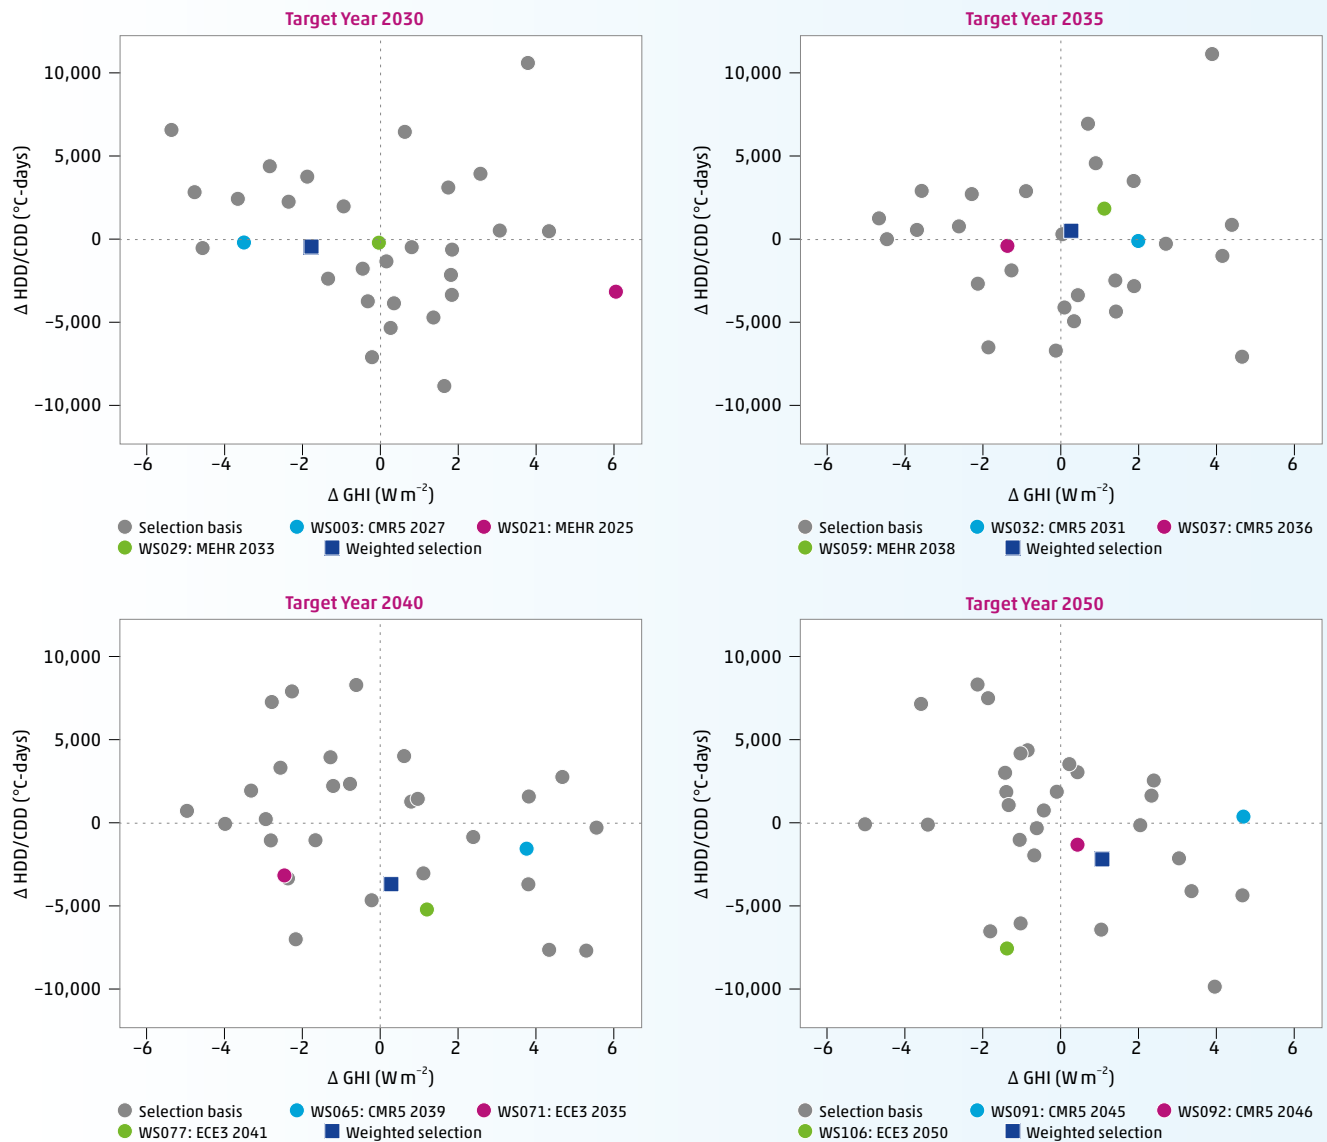 Target Year 2030
10,000
5,000
0
−5,000
−10,000
Δ HDD/CDD (°C-days)
−6 −4 −2 0 2 4 6
Δ GHI (W m⁻²)
Selection basis WS003: CMR5 2027 WS021: MEHR 2025
WS029: MEHR 2033 Weighted selection
Target Year 2035
10,000
5,000
0
−5,000
−10,000
Δ HDD/CDD (°C-days)
−6 −4 −2 0 2 4 6
Δ GHI (W m⁻²)
Selection basis WS032: CMR5 2031 WS037: CMR5 2036
WS059: MEHR 2038 Weighted selection
Target Year 2040
10,000
5,000
0
−5,000
−10,000
Δ HDD/CDD (°C-days)
−6 −4 −2 0 2 4 6
Δ GHI (W m⁻²)
Selection basis WS065: CMR5 2039 WS071: ECE3 2035
WS077: ECE3 2041 Weighted selection
Target Year 2050
10,000
5,000
0
−5,000
−10,000
Δ HDD/CDD (°C-days)
−6 −4 −2 0 2 4 6
Δ GHI (W m⁻²)
Selection basis WS091: CMR5 2045 WS092: CMR5 2046
WS106: ECE3 2050 Weighted selection